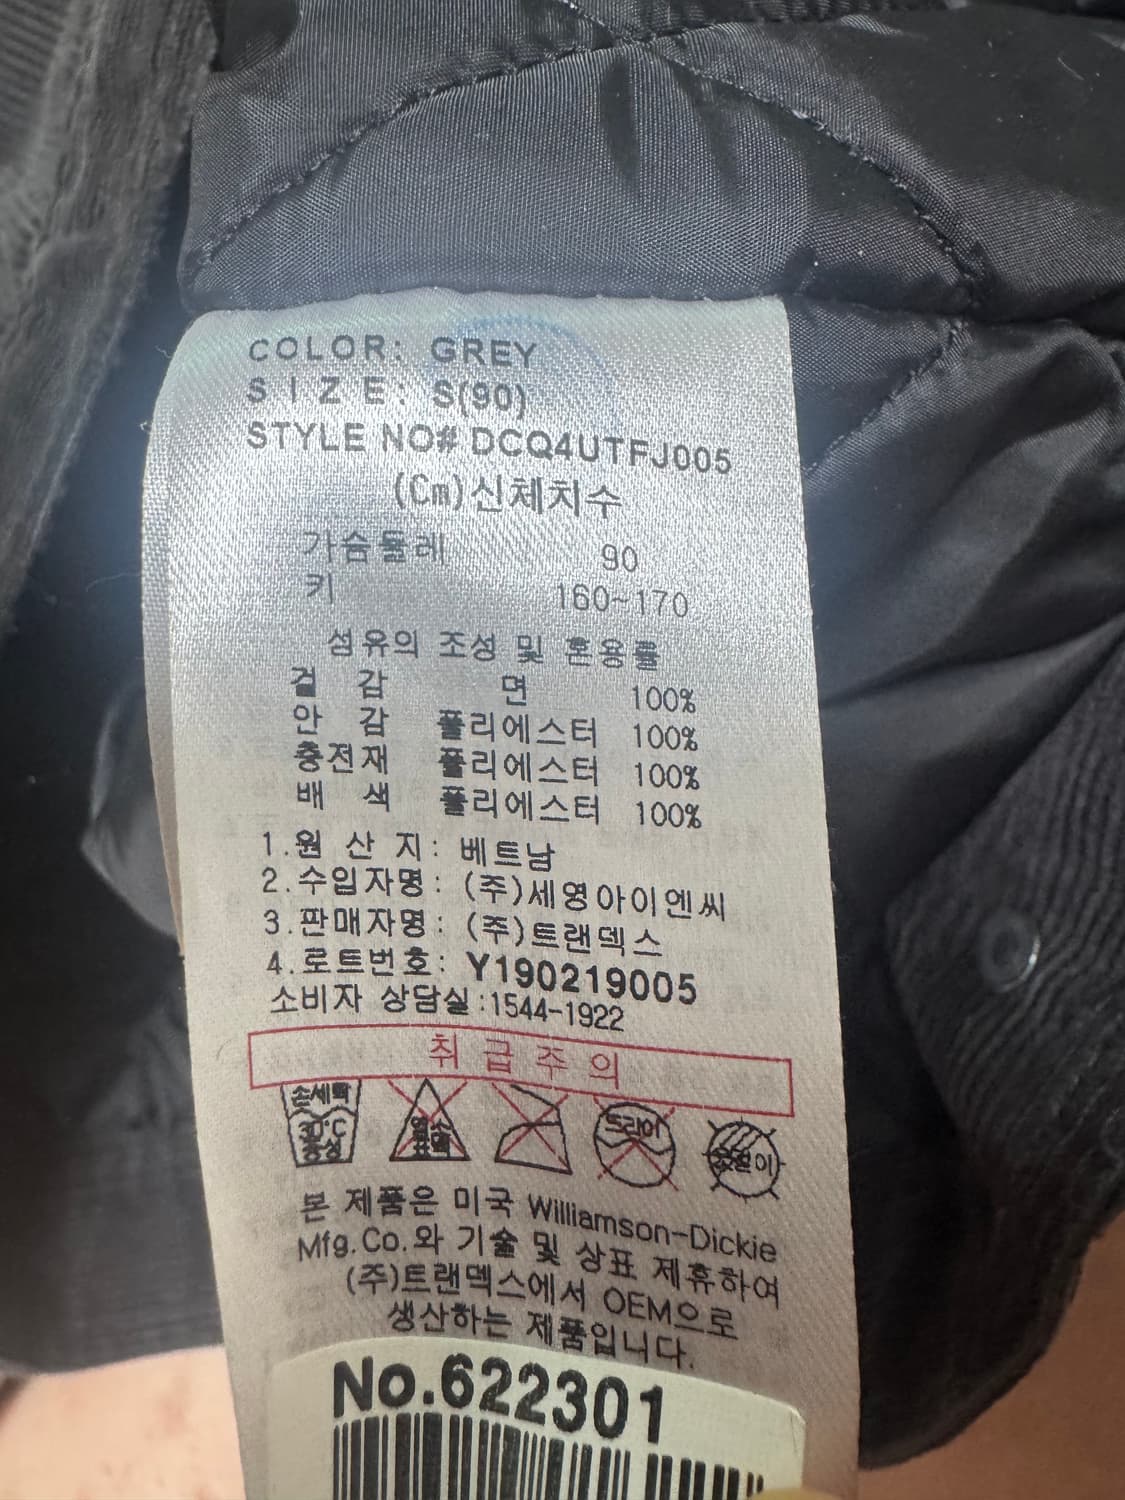 COLOR: GREY
SIZE: S(90)
STYLE NO# DCQ4UTFJ005
(Cm)신체치수
가슴둘레 90
키 160~170
섬유의 조성 및 혼용률
겉 감 면 100%
안 감 폴리에스터 100%
충전재 폴리에스터 100%
배 색 폴리에스터 100%
1.원 산 지: 베트남
2.수입자명: (주)세영아이엔씨
3.판매자명: (주)트랜덱스
4.로트번호: Y190219005
소비자 상담실:1544-1922
취급주의
손세탁 드라이
30°C
중성
본 제품은 미국 Williamson-Dickie
Mfg.Co.와 기술 및 상표 제휴하여
(주)트랜덱스에서 OEM으로
생산하는 제품입니다.
No.622301